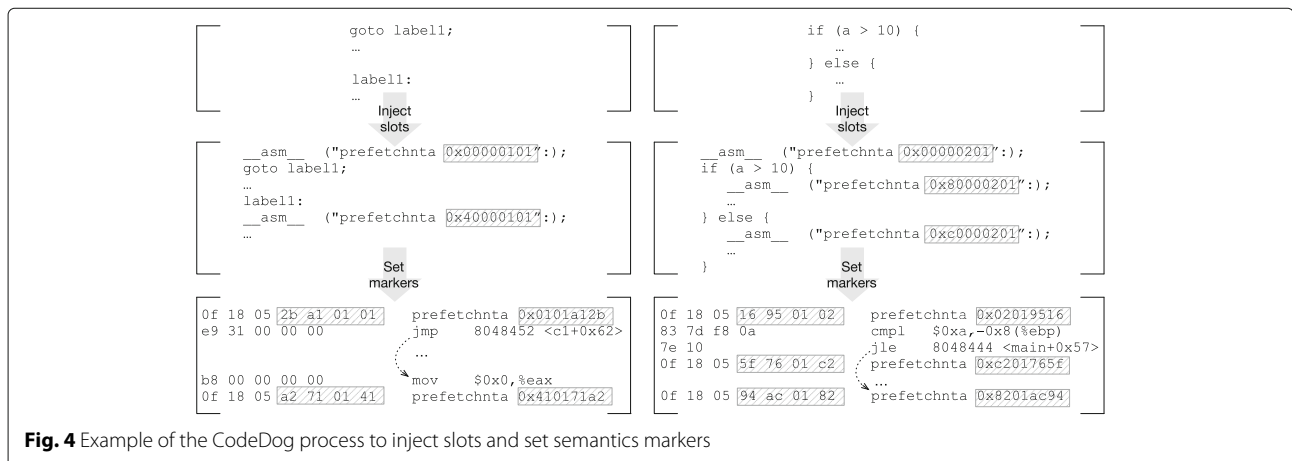 goto label1;
…
label1:
…
Inject
slots
__asm__ ("prefetchnta 0x00000101":);
goto label1;
…
label1:
__asm__ ("prefetchnta 0x40000101":);
…
Set
markers
0f 18 05 2b a1 01 01 prefetchnta 0x0101a12b
e9 31 00 00 00 jmp 8048452 <c1+0x62>
…
b8 00 00 00 00 mov $0x0,%eax
0f 18 05 a2 71 01 41 prefetchnta 0x410171a2
if (a > 10) {
…
} else {
…
}
Inject
slots
__asm__ ("prefetchnta 0x00000201":);
if (a > 10) {
__asm__ ("prefetchnta 0x80000201":);
…
} else {
__asm__ ("prefetchnta 0xc0000201":);
…
}
Set
markers
0f 18 05 16 95 01 02 prefetchnta 0x02019516
83 7d f8 0a cmpl $0xa,-0x8(%ebp)
7e 10 jle 8048444 <main+0x57>
0f 18 05 5f 76 01 c2 prefetchnta 0xc201765f
…
0f 18 05 94 ac 01 82 prefetchnta 0x8201ac94
Fig. 4 Example of the CodeDog process to inject slots and set semantics markers